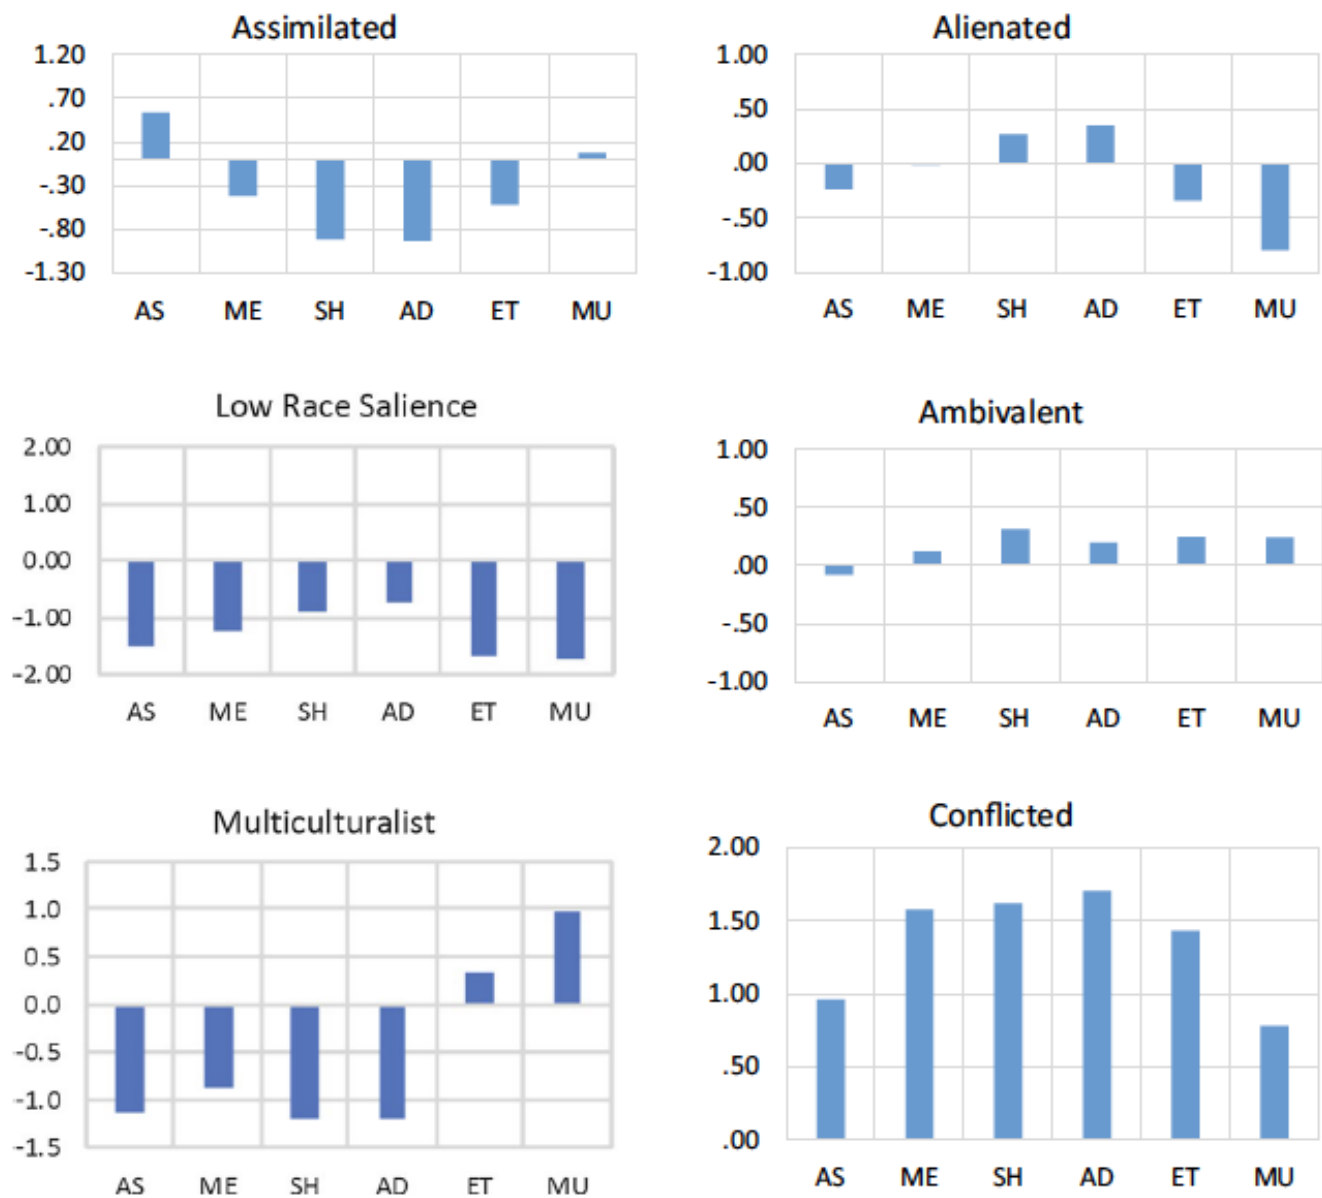 Assimilated
1.20
.70
.20
-.30
-.80
-1.30
AS ME SH AD ET MU
Alienated
1.00
.50
.00
-.50
-1.00
AS ME SH AD ET MU
Low Race Salience
2.00
1.00
0.00
-1.00
-2.00
AS ME SH AD ET MU
Ambivalent
1.00
.50
.00
-.50
-1.00
AS ME SH AD ET MU
Multiculturalist
1.5
1.0
0.5
0.0
-0.5
-1.0
-1.5
AS ME SH AD ET MU
Conflicted
2.00
1.50
1.00
.50
.00
AS ME SH AD ET MU